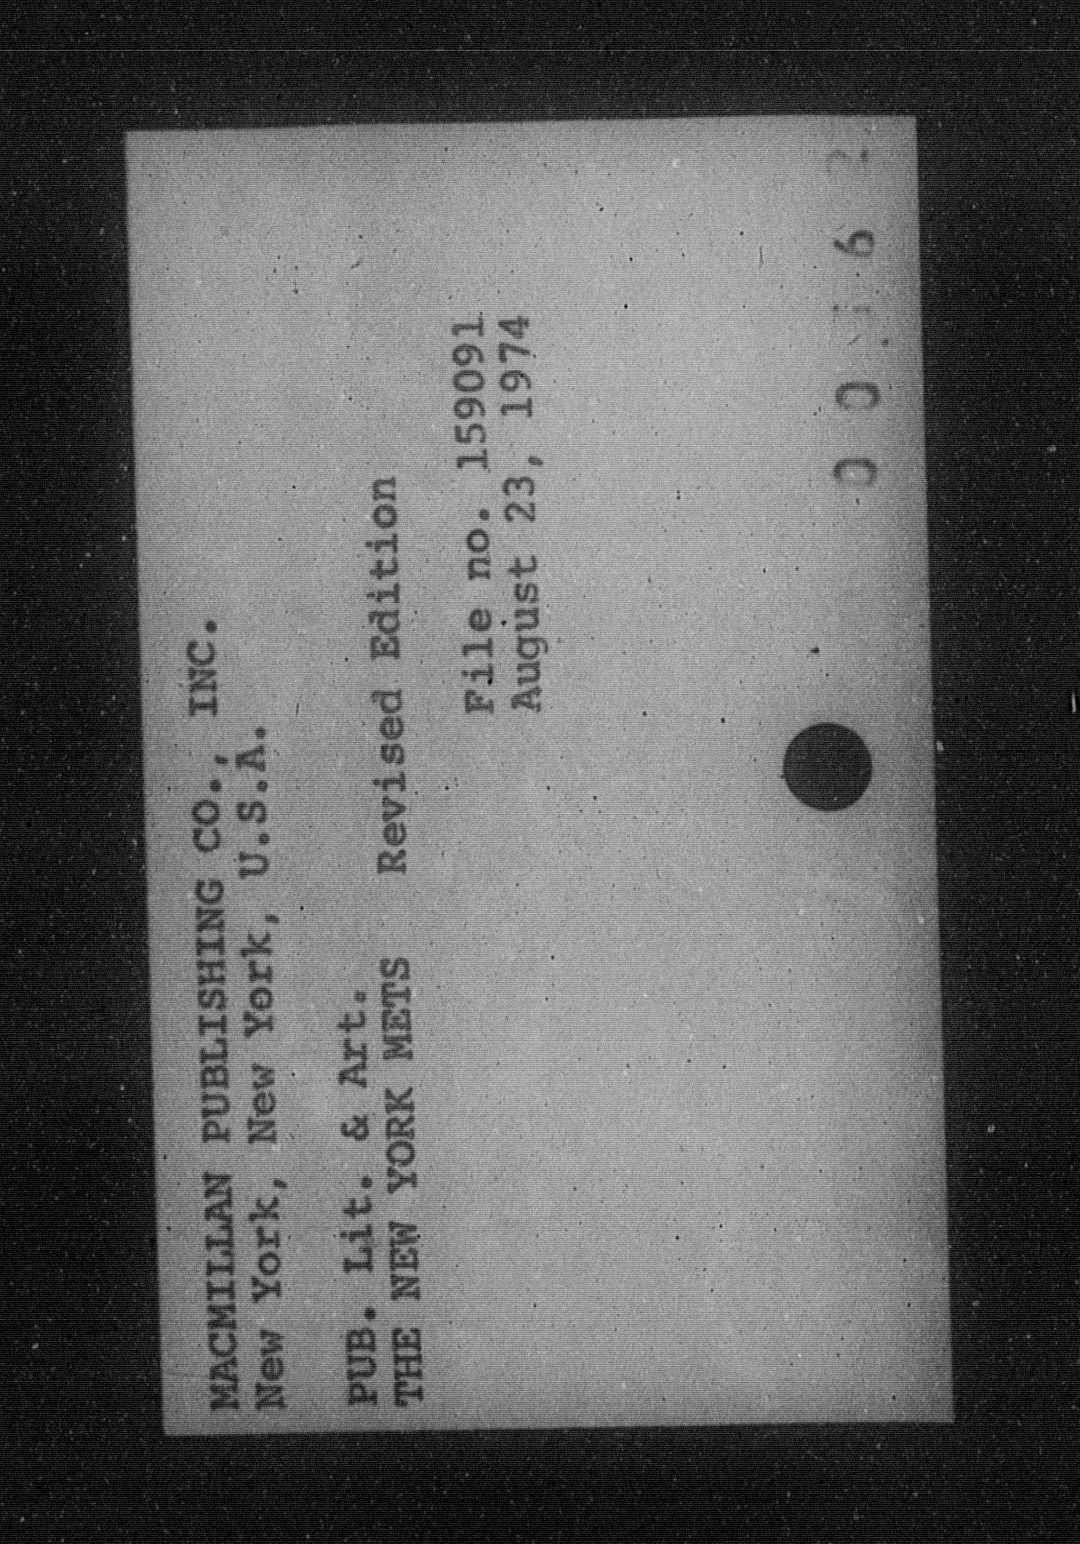 MACMILLAN PUBLISHING CO., INC.
New York, New York, U.S.A.
PUB. Lit. & Art.
THE NEW YORK METS Revised Edition
File no. 159091
August 23, 1974